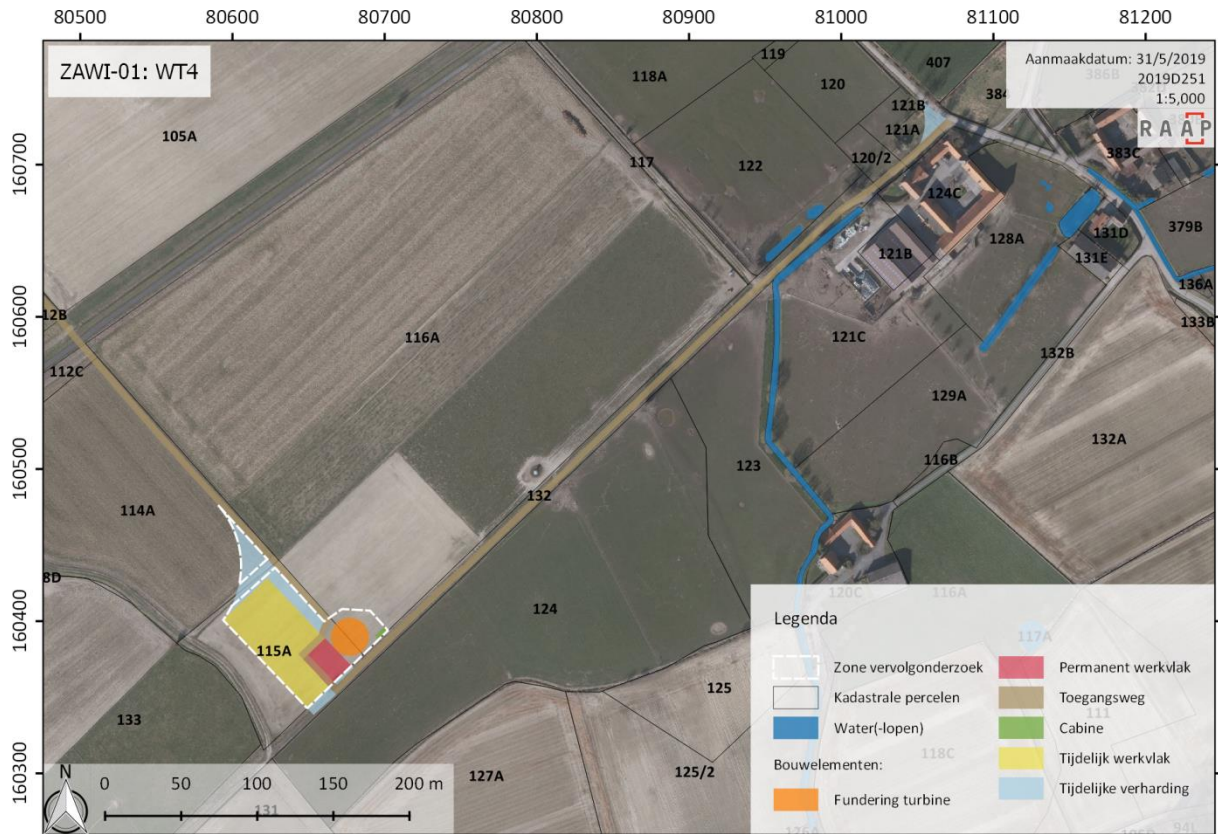 80500 80600 80700 80800 80900 81000 81100 81200
ZAWI-01: WT4
Aanmaakdatum: 31/5/2019
2019D251
1:5,000
RAAP
160700
160600
160500
160400
160300
105A
118A
119
120
407
384
386B
121B
121A
120/2
117
122
383C
124C
128A
131D
379B
131E
121B
136A
133B
12B
116A
121C
132B
112C
129A
132A
116B
123
114A
132
8D
120C
116A
124
117A
115A
133
125
111
118C
127A
125/2
131
176A
94L
N
0 50 100 150 200 m
Legenda
Zone vervolgonderzoek
Kadastrale percelen
Water(-lopen)
Bouwelementen:
Fundering turbine
Permanent werkvlak
Toegangsweg
Cabine
Tijdelijk werkvlak
Tijdelijke verharding